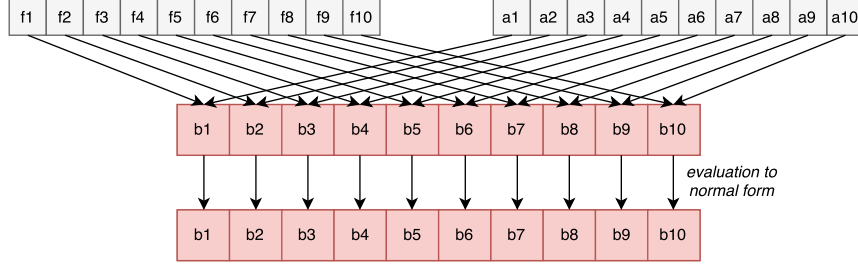 f1 f2 f3 f4 f5 f6 f7 f8 f9 f10 a1 a2 a3 a4 a5 a6 a7 a8 a9 a10
b1 b2 b3 b4 b5 b6 b7 b8 b9 b10
evaluation to
normal form
b1 b2 b3 b4 b5 b6 b7 b8 b9 b10